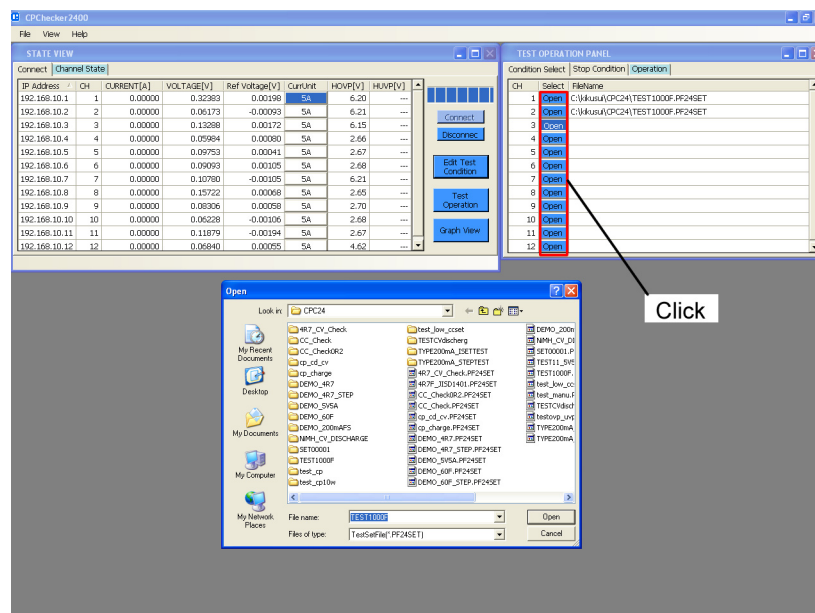 CPChecker2400
File View Help
STATE VIEW
Connect Channel State
IP Address CH CURRENT[A] VOLTAGE[V] Ref Voltage[V] CurrUnit HOVP[V] HUVP[V]
192.168.10.1 1 0.00000 0.32383 0.00198 5A 6.20 ---
192.168.10.2 2 0.00000 0.06173 -0.00093 5A 6.21 ---
192.168.10.3 3 0.00000 0.13288 0.00172 5A 6.15 ---
192.168.10.4 4 0.00000 0.05984 0.00080 5A 2.66 ---
192.168.10.5 5 0.00000 0.09753 0.00041 5A 2.67 ---
192.168.10.6 6 0.00000 0.09093 0.00105 5A 2.68 ---
192.168.10.7 7 0.00000 0.10780 -0.00105 5A 6.21 ---
192.168.10.8 8 0.00000 0.15722 0.00068 5A 2.65 ---
192.168.10.9 9 0.00000 0.08306 0.00058 5A 2.70 ---
192.168.10.10 10 0.00000 0.06228 -0.00106 5A 2.68 ---
192.168.10.11 11 0.00000 0.11879 -0.00194 5A 2.67 ---
192.168.10.12 12 0.00000 0.06840 0.00055 5A 4.62 ---
Connect
Disconnec
Edit Test
Condition
Test
Operation
Graph View
TEST OPERATION PANEL
Condition Select Stop Condition Operation
CH Select FileName
1 Open C:\kikusui\CPC24\TEST1000F.PF24SET
2 Open C:\kikusui\CPC24\TEST1000F.PF24SET
3 Open
4 Open
5 Open
6 Open
7 Open
8 Open
9 Open
10 Open
11 Open
12 Open
Click
Open
Look in: CPC24
My Recent
Documents
Desktop
My Documents
My Computer
My Network
Places
4R7_CV_Check
CC_Check
CC_Check0R2
cp_cd_cv
cp_charge
DEMO_4R7
DEMO_4R7_STEP
DEMO_5V5A
DEMO_60F
DEMO_200mAFS
NiMH_CV_DISCHARGE
SET00001
TEST1000F
test_cp
test_cp10w
test_low_ccset
TESTCVdischerg
TYPE200mA_ISETTEST
TYPE200mA_STEPTEST
4R7_CV_Check.PF24SET
4R7F_JISD1401.PF24SET
CC_Check0R2.PF24SET
CC_Check.PF24SET
cp_cd_cv.PF24SET
cp_charge.PF24SET
DEMO_4R7.PF24SET
DEMO_4R7_STEP.PF24SET
DEMO_5V5A.PF24SET
DEMO_60F.PF24SET
DEMO_60F_STEP.PF24SET
DEMO_200m
NiMH_CV_DI
SET00001.P
TEST11_5V5
TEST1000F.
test_low_cc
test_manu.P
TESTCVdisch
testovp_uvp
TYPE200mA
TYPE200mA
File name: TEST1000F
Open
Files of type: TestSetFile(*.PF24SET)
Cancel